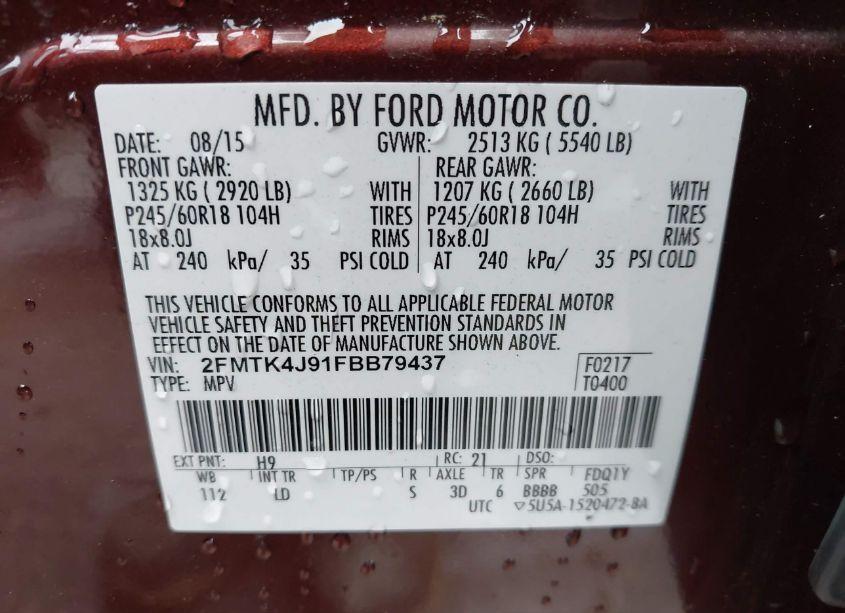 MFD. BY FORD MOTOR CO.
DATE: 08/15 GVWR: 2513 KG ( 5540 LB)
FRONT GAWR: REAR GAWR:
1325 KG ( 2920 LB) WITH 1207 KG ( 2660 LB) WITH
P245/60R18 104H TIRES P245/60R18 104H TIRES
18x8.0J RIMS 18x8.0J RIMS
AT 240 kPa/ 35 PSI COLD AT 240 kPa/ 35 PSI COLD
THIS VEHICLE CONFORMS TO ALL APPLICABLE FEDERAL MOTOR
VEHICLE SAFETY AND THEFT PREVENTION STANDARDS IN
EFFECT ON THE DATE OF MANUFACTURE SHOWN ABOVE.
VIN: 2FMTK4J91FBB79437 F0217
TYPE: MPV T0400
EXT PNT: H9 RC: 21 DSO:
WB INT TR TP/PS R AXLE TR SPR FDQ1Y
112 LD S 3D 6 BBBB 505
UTC ▽5U5A-1520472-BA